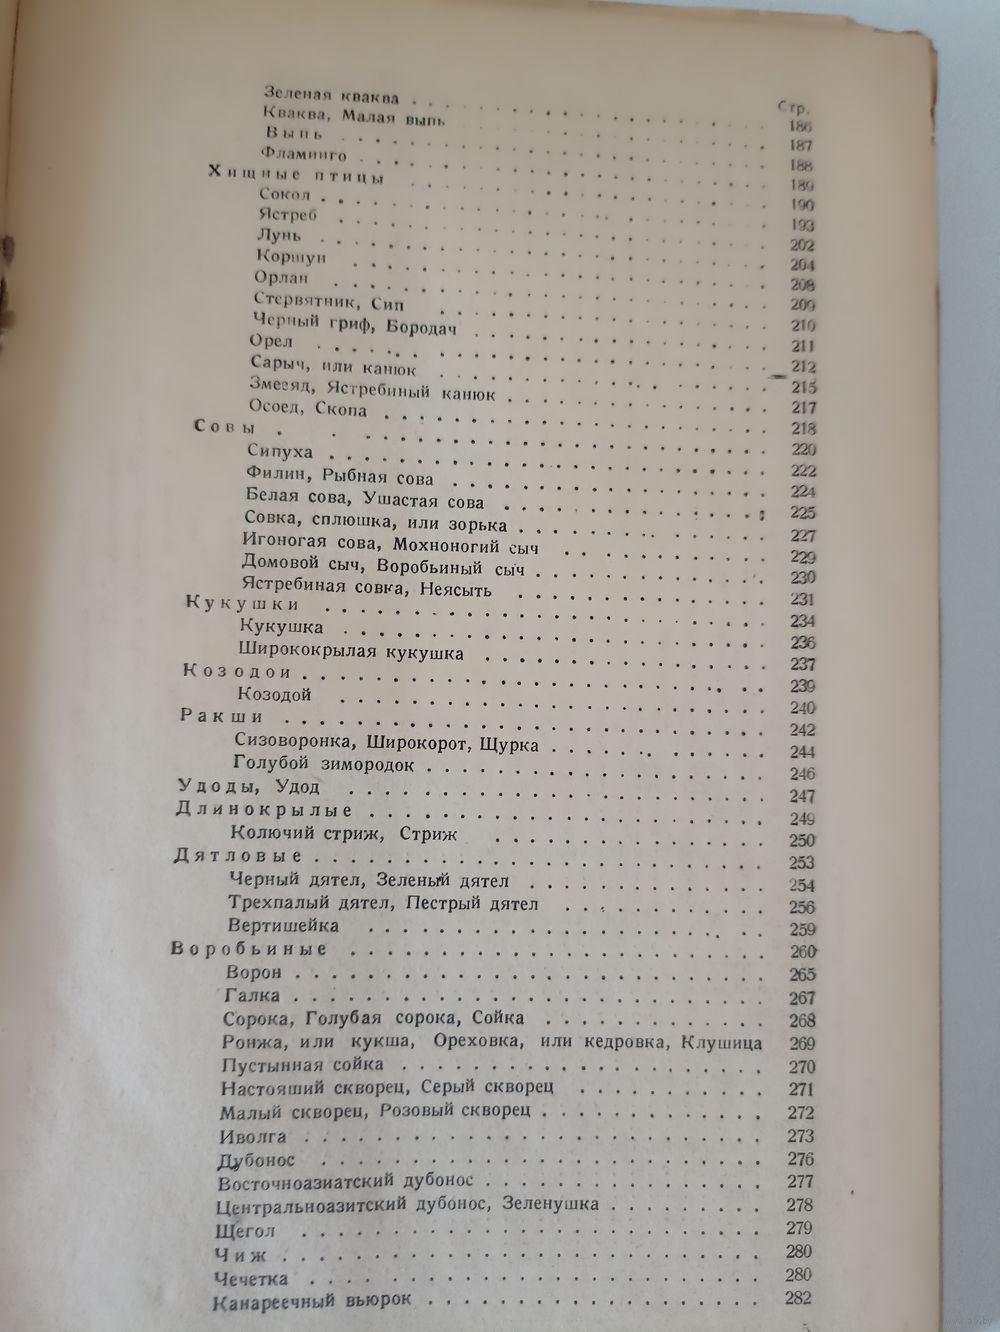 Стр.
Зеленая кваква . . . 186
Кваква, Малая выпь . . . 187
Выпь . . . 188
Фламинго . . . 189
Хищные птицы . . . 190
Сокол . . . 193
Ястреб . . . 202
Лунь . . . 204
Коршун . . . 208
Орлан . . . 209
Стервятник, Сип . . . 210
Черный гриф, Бородач . . . 211
Орел . . . 212
Сарыч, или канюк . . . 215
Змееяд, Ястребиный канюк . . . 217
Осоед, Скопа . . . 218
Совы . . . 220
Сипуха . . . 222
Филин, Рыбная сова . . . 224
Белая сова, Ушастая сова . . . 225
Совка, сплюшка, или зорька . . . 227
Игоногая сова, Мохноногий сыч . . . 229
Домовой сыч, Воробьиный сыч . . . 230
Ястребиная совка, Неясыть . . . 231
Кукушки . . . 234
Кукушка . . . 236
Ширококрылая кукушка . . . 237
Козодои . . . 239
Козодой . . . 240
Ракши . . . 242
Сизоворонка, Широкорот, Щурка . . . 244
Голубой зимородок . . . 246
Удоды, Удод . . . 247
Длинокрылые . . . 249
Колючий стриж, Стриж . . . 250
Дятловые . . . 253
Черный дятел, Зеленый дятел . . . 254
Трехпалый дятел, Пестрый дятел . . . 256
Вертишейка . . . 259
Воробьиные . . . 260
Ворон . . . 265
Галка . . . 267
Сорока, Голубая сорока, Сойка . . . 268
Ронжа, или кукша, Ореховка, или кедровка, Клушица 269
Пустынная сойка . . . 270
Настояший скворец, Серый скворец . . . 271
Малый скворец, Розовый скворец . . . 272
Иволга . . . 273
Дубонос . . . 276
Восточноазиатский дубонос . . . 277
Центральноазитский дубонос, Зеленушка . . . 278
Щегол . . . 279
Чиж . . . 280
Чечетка . . . 280
Канареечный вьюрок . . . 282
5